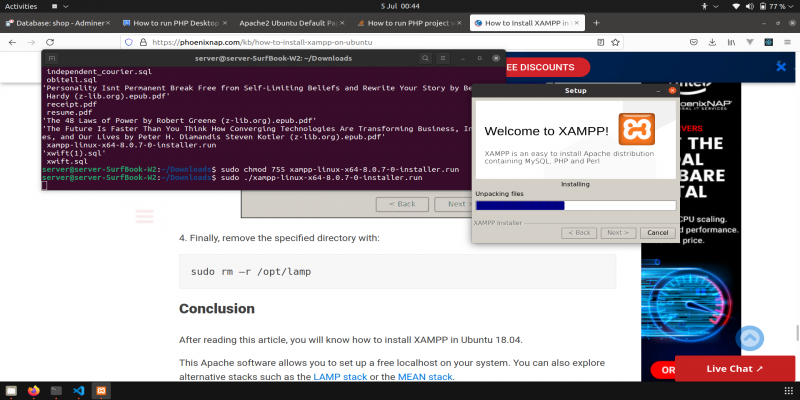 Activities
5 Jul 00:44
77 %
Database: shop - Adminer
How to run PHP Desktop
Apache2 Ubuntu Default Pa
How to run PHP project
How to Install XAMPP in
https://phoenixnap.com/kb/how-to-install-xampp-on-ubuntu
server@server-SurfBook-W2: ~/Downloads
independent_courier.sql
obitell.sql
'Personality Isnt Permanent Break Free from Self-Limiting Beliefs and Rewrite Your Story by Be
Hardy (z-lib.org).epub.pdf'
receipt.pdf
resume.pdf
'The 48 Laws of Power by Robert Greene (z-lib.org).epub.pdf'
'The Future Is Faster Than You Think How Converging Technologies Are Transforming Business, In
es, and Our Lives by Peter H. Diamandis Steven Kotler (z-lib.org).epub.pdf'
xampp-linux-x64-8.0.7-0-installer.run
'xwift(1).sql'
xwift.sql
server@server-SurfBook-W2:~/Downloads$ sudo chmod 755 xampp-linux-x64-8.0.7-0-installer.run
server@server-SurfBook-W2:~/Downloads$ sudo ./xampp-linux-x64-8.0.7-0-installer.run
EE DISCOUNTS
Setup
Welcome to XAMPP!
XAMPP is an easy to install Apache distribution
containing MySQL, PHP and Perl
Installing
Unpacking files
XAMPP Installer
< Back
Next >
Cancel
< Back
Next >
intel
oenixNAP
VERS
T THE
BARE
TAL
CPU scaling.
d performance.
price.
4. Finally, remove the specified directory with:
sudo rm –r /opt/lamp
Conclusion
After reading this article, you will know how to install XAMPP in Ubuntu 18.04.
This Apache software allows you to set up a free localhost on your system. You can also explore
alternative stacks such as the LAMP stack or the MEAN stack.
OR
Live Chat ↗